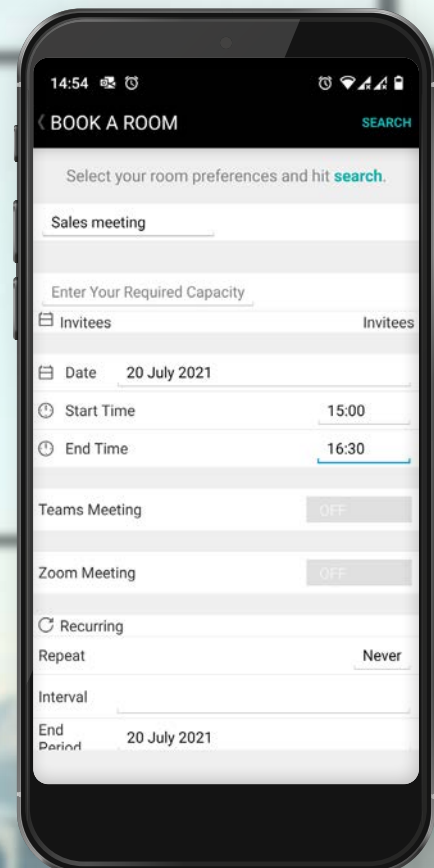 14:54
BOOK A ROOM SEARCH
Select your room preferences and hit search.
Sales meeting
Enter Your Required Capacity
Invitees Invitees
Date 20 July 2021
Start Time 15:00
End Time 16:30
Teams Meeting OFF
Zoom Meeting OFF
Recurring
Repeat Never
Interval
End
Period 20 July 2021